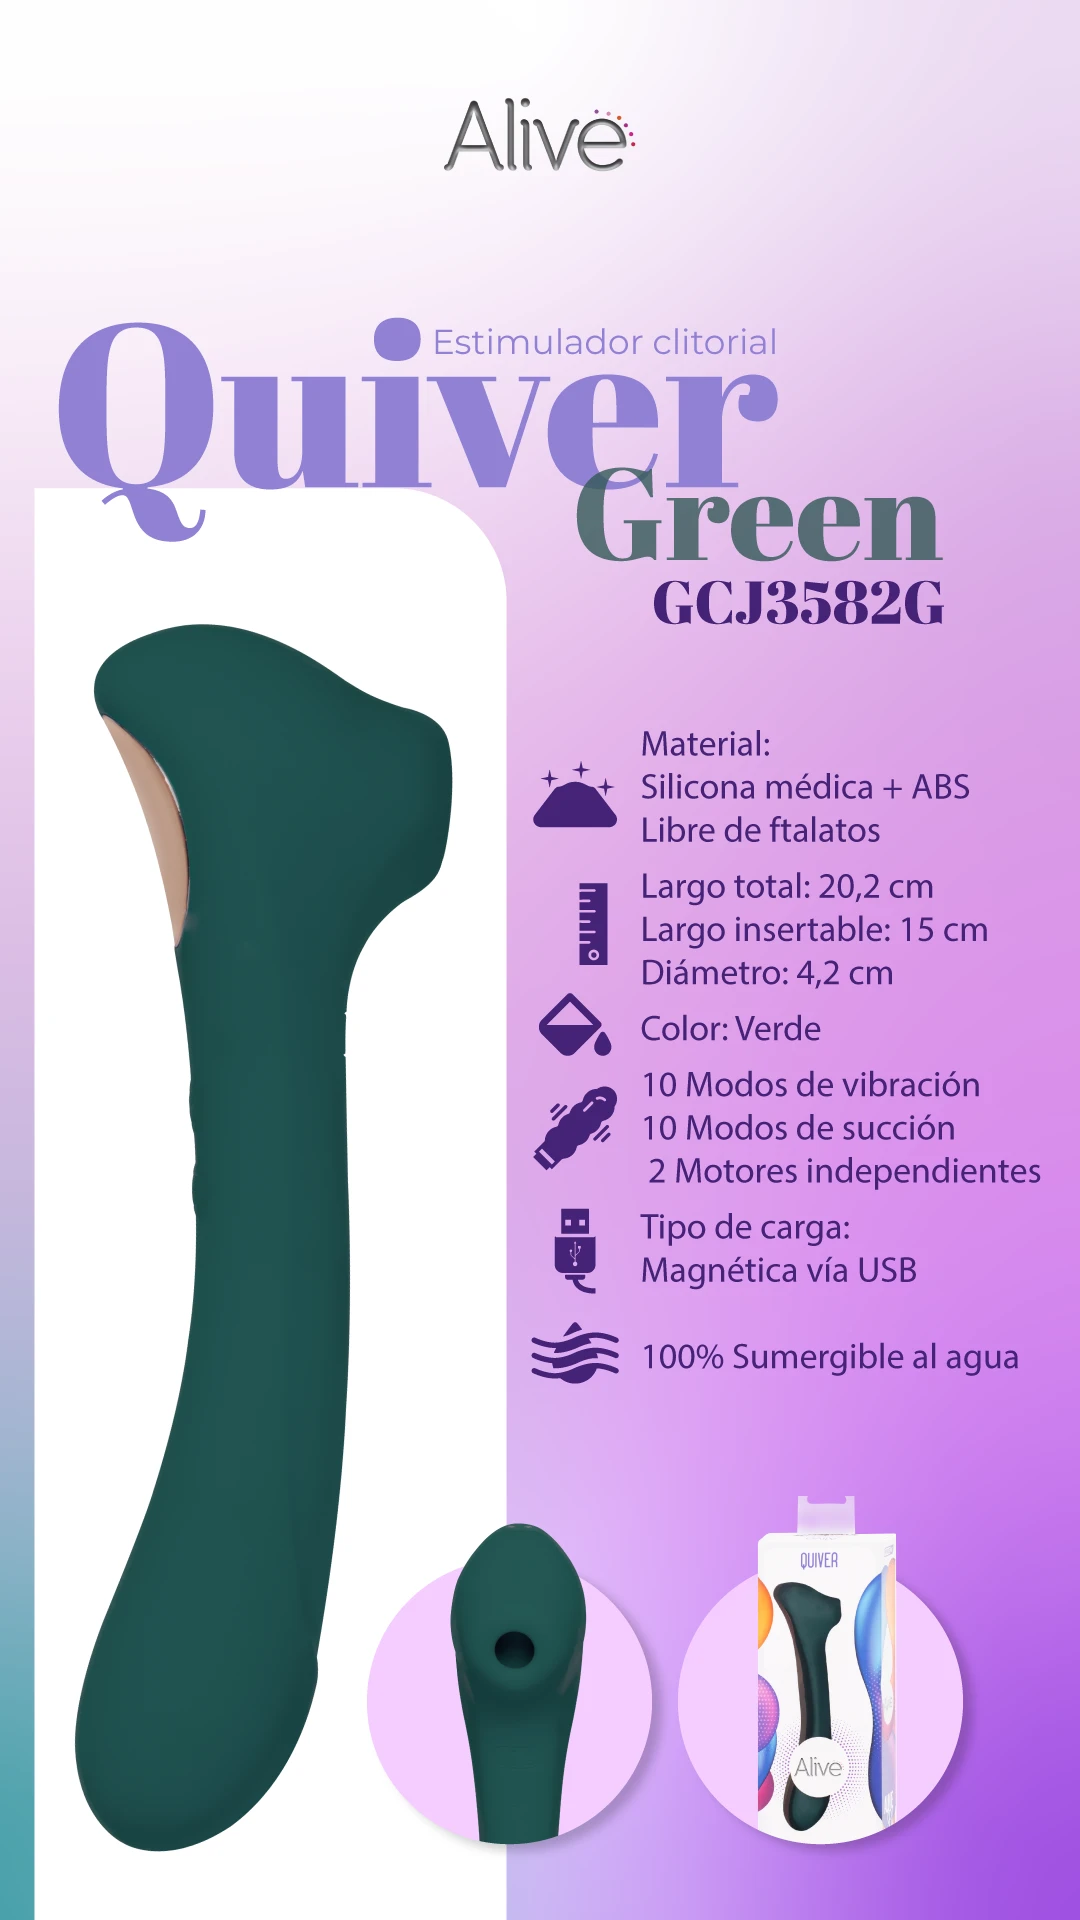 Alive
Estimulador clitorial
Quiver
Green
GCJ3582G
Material:
Silicona médica + ABS
Libre de ftalatos
Largo total: 20,2 cm
Largo insertable: 15 cm
Diámetro: 4,2 cm
Color: Verde
10 Modos de vibración
10 Modos de succión
2 Motores independientes
Tipo de carga:
Magnética vía USB
100% Sumergible al agua
QUIVER
Alive